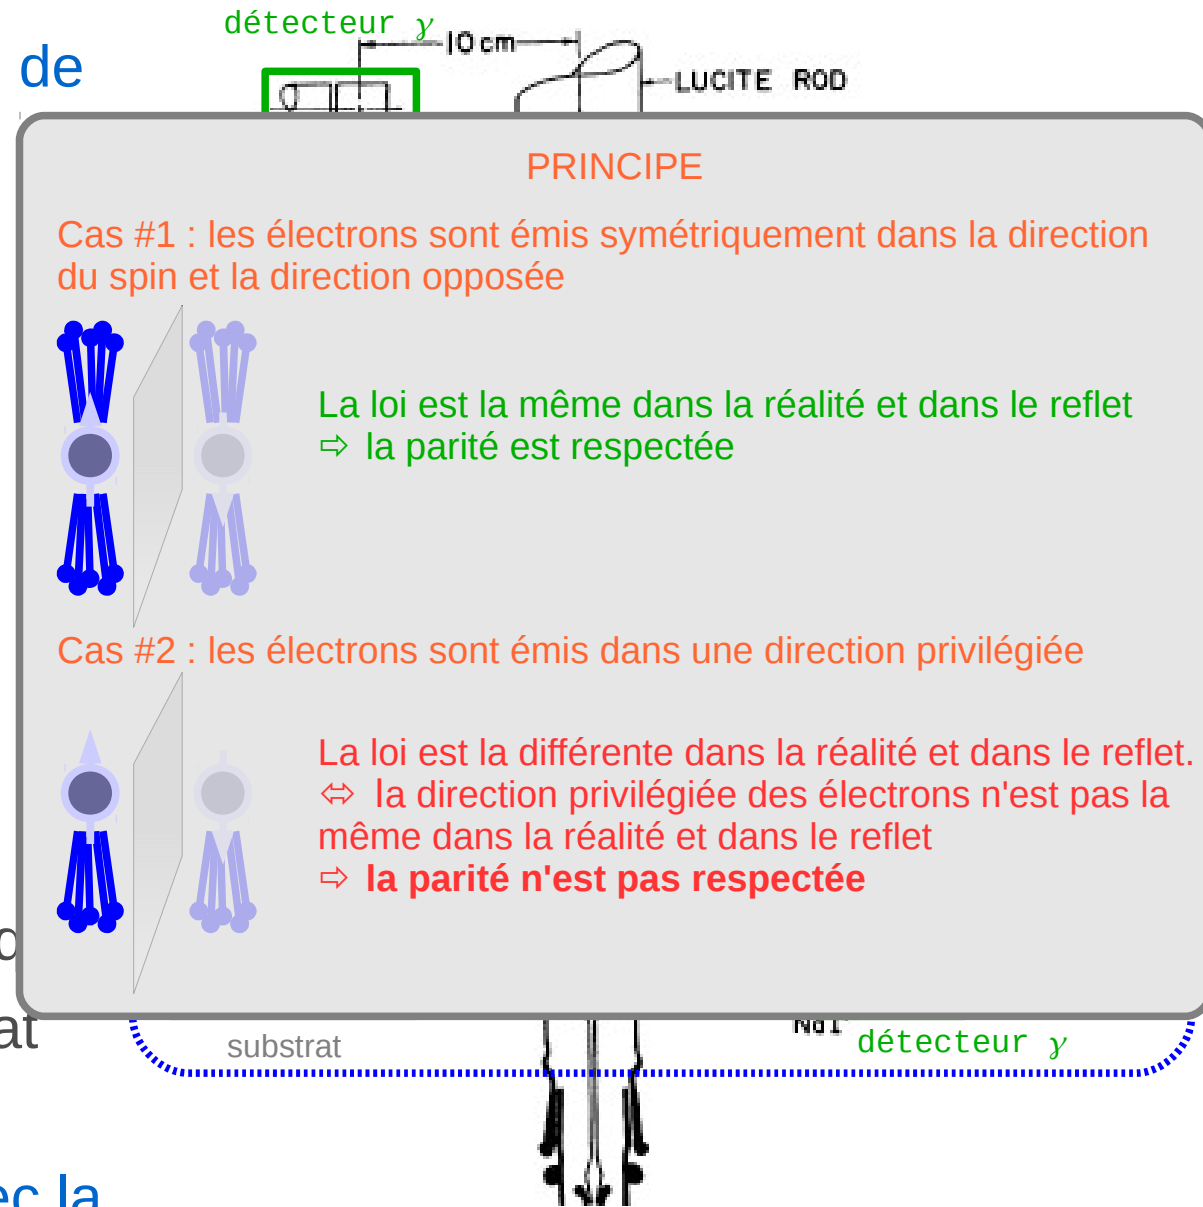 détecteur γ
10 cm
de
LUCITE ROD
PRINCIPE
Cas #1 : les électrons sont émis symétriquement dans la direction
du spin et la direction opposée
La loi est la même dans la réalité et dans le reflet
⇨ la parité est respectée
Cas #2 : les électrons sont émis dans une direction privilégiée
La loi est la différente dans la réalité et dans le reflet.
⬄ la direction privilégiée des électrons n'est pas la
même dans la réalité et dans le reflet
⇨ la parité n'est pas respectée
at
NaI
substrat
détecteur γ
ec la